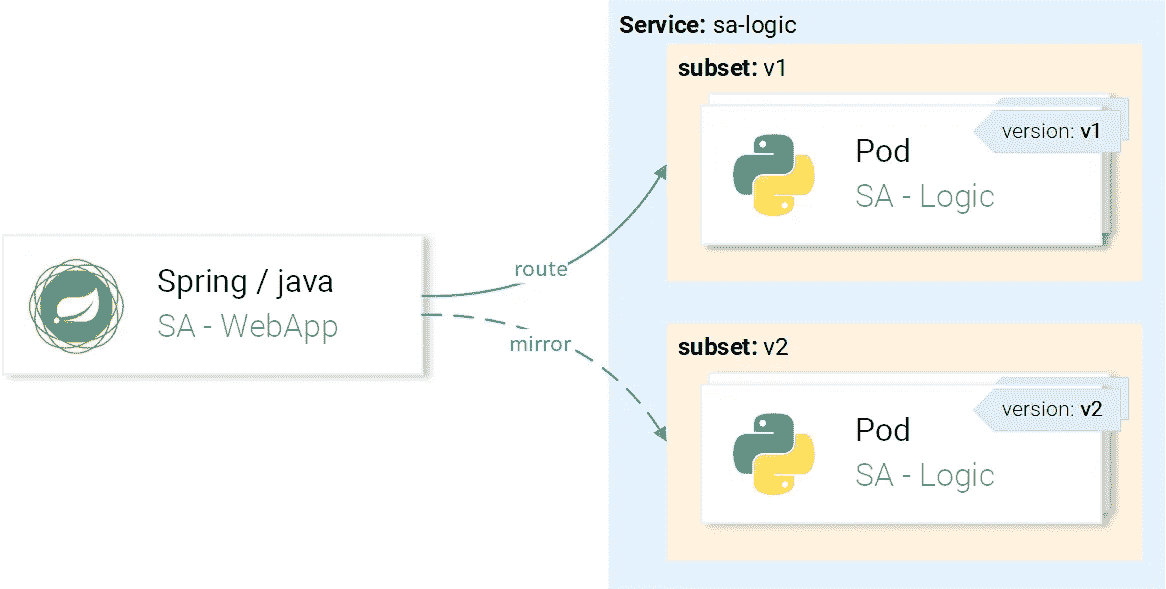 Service: sa-logic
subset: v1
version: v1
Pod
SA - Logic
Spring / java
SA - WebApp
route
mirror
subset: v2
version: v2
Pod
SA - Logic